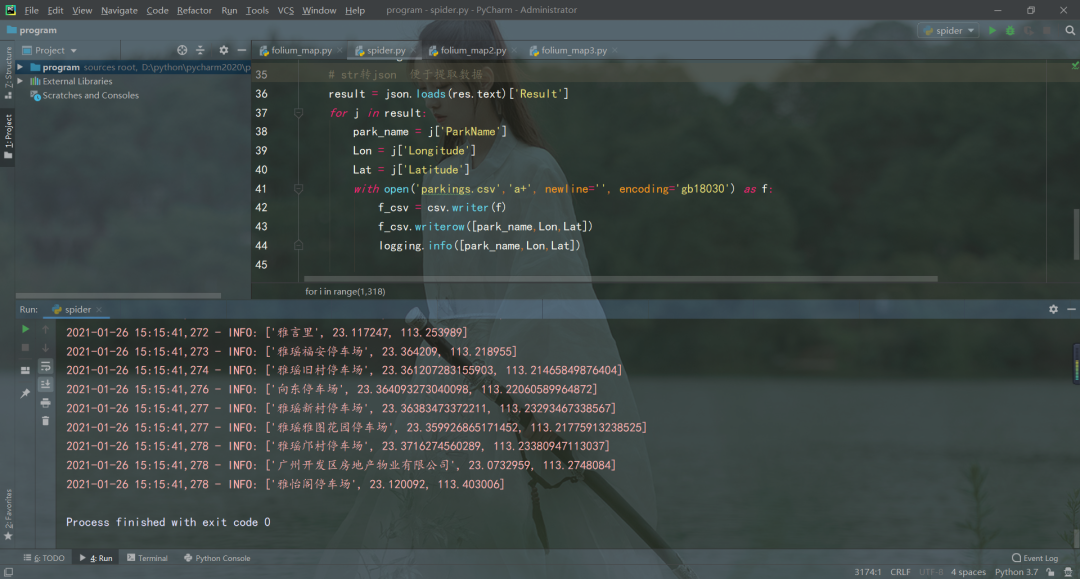 File Edit View Navigate Code Refactor Run Tools VCS Window Help program - spider.py - PyCharm - Administrator
program
spider
Project
folium_map.py
spider.py
folium_map2.py
folium_map3.py
program sources root, D:\python\pycharm2020\p
External Libraries
Scratches and Consoles
Z: Structure
1: Project
35 # str转json 便于提取数据
36 result = json.loads(res.text)['Result']
37 for j in result:
38 park_name = j['ParkName']
39 Lon = j['Longitude']
40 Lat = j['Latitude']
41 with open('parkings.csv','a+', newline='', encoding='gb18030') as f:
42 f_csv = csv.writer(f)
43 f_csv.writerow([park_name,Lon,Lat])
44 logging.info([park_name,Lon,Lat])
45
for i in range(1,318)
Run: spider
2021-01-26 15:15:41,272 - INFO: ['雅言里', 23.117247, 113.253989]
2021-01-26 15:15:41,273 - INFO: ['雅瑶福安停车场', 23.364209, 113.218955]
2021-01-26 15:15:41,274 - INFO: ['雅瑶旧村停车场', 23.361207283155903, 113.21465849876404]
2021-01-26 15:15:41,276 - INFO: ['向东停车场', 23.364093273040098, 113.22060589964872]
2021-01-26 15:15:41,277 - INFO: ['雅瑶新村停车场', 23.36383473372211, 113.23293467338567]
2021-01-26 15:15:41,277 - INFO: ['雅瑶雅图花园停车场', 23.359926865171452, 113.21775913238525]
2021-01-26 15:15:41,278 - INFO: ['雅瑶邝村停车场', 23.3716274560289, 113.23380947113037]
2021-01-26 15:15:41,278 - INFO: ['广州开发区房地产物业有限公司', 23.0732959, 113.2748084]
2021-01-26 15:15:41,278 - INFO: ['雅怡阁停车场', 23.120092, 113.403006]
Process finished with exit code 0
2: Favorites
6: TODO 4: Run Terminal Python Console Event Log
3174:1 CRLF UTF-8 4 spaces Python 3.7